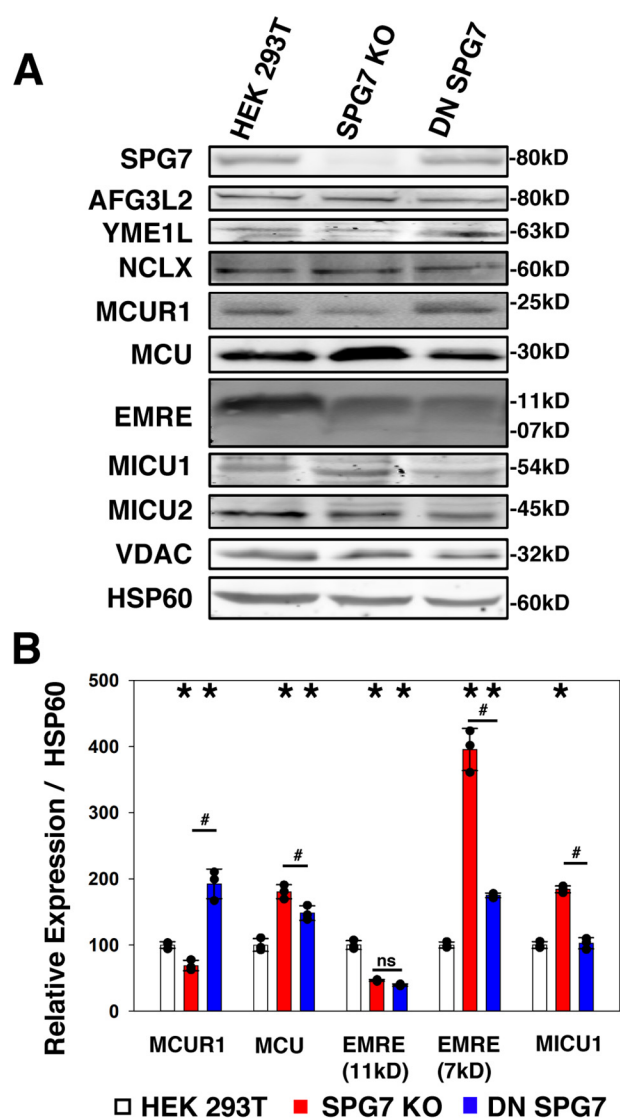 A
HEK 293T
SPG7 KO
DN SPG7
SPG7 -80kD
AFG3L2 -80kD
YME1L -63kD
NCLX -60kD
MCUR1 -25kD
MCU -30kD
EMRE -11kD
-07kD
MICU1 -54kD
MICU2 -45kD
VDAC -32kD
HSP60 -60kD
B
Relative Expression / HSP60
500
400
300
200
100
0
* * * * * * * * *
# # ns # #
MCUR1 MCU EMRE EMRE MICU1
(11kD) (7kD)
HEK 293T SPG7 KO DN SPG7